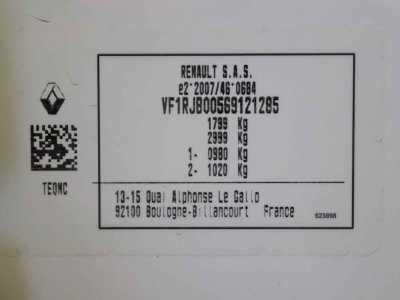 RENAULT S.A.S.
e2*2007/46*0684
VF1RJB00569121285
1799 Kg
2999 Kg
1- 0980 Kg
2- 1020 Kg
TEQMC
13-15 Quai Alphonse Le Gallo
92100 Boulogne-Billancourt France
623898